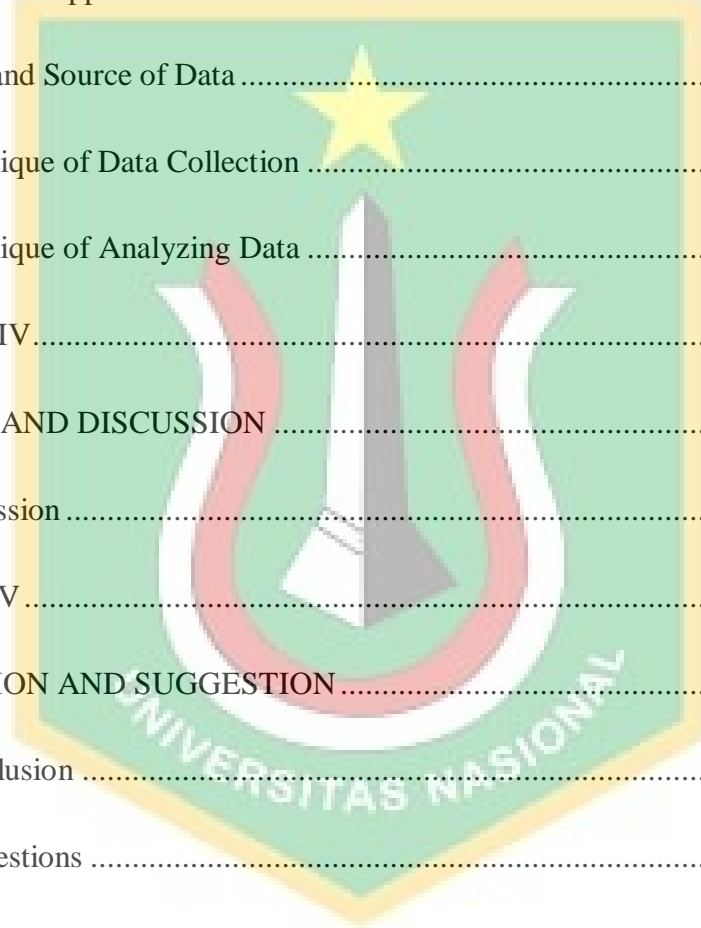 and Source of Data ........................................................
ique of Data Collection ................................................
ique of Analyzing Data ................................................
IV...................................................................................
AND DISCUSSION .....................................................
ssion ...............................................................................
V.....................................................................................
ION AND SUGGESTION ............................................
lusion .............................................................................
estions ............................................................................
UNIVERSITAS NASIONAL